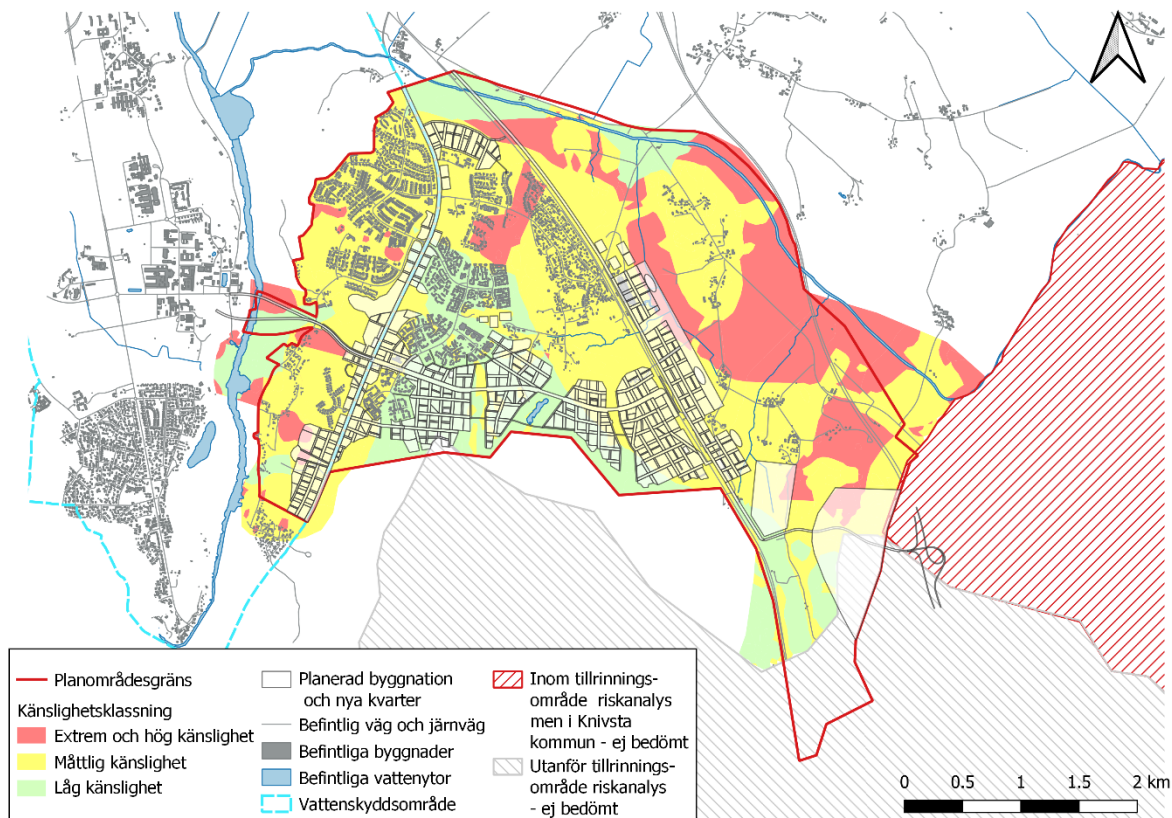 Planområdesgräns
Känslighetsklassning
Extrem och hög känslighet
Måttlig känslighet
Låg känslighet
Planerad byggnation
och nya kvarter
Befintlig väg och järnväg
Befintliga byggnader
Befintliga vattenytor
Vattenskyddsområde
Inom tillrinnings-
område riskanalys
men i Knivsta
kommun - ej bedömt
Utanför tillrinnings-
område riskanalys
- ej bedömt
0 0.5 1 1.5 2 km